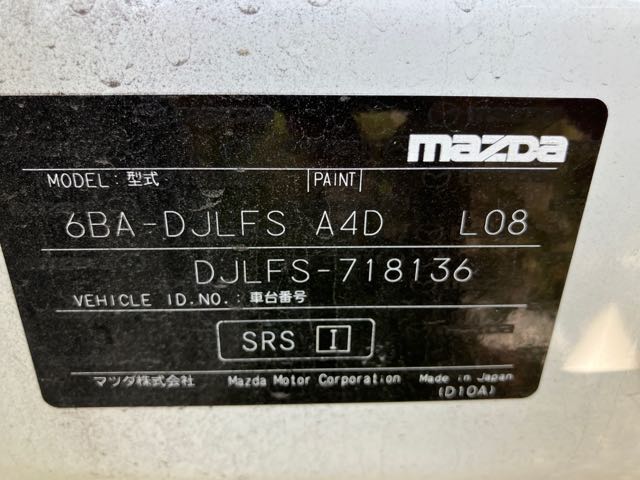 mazda
MODEL:型式 PAINT
6BA-DJLFS A4D L08
DJLFS-718136
VEHICLE ID.NO.:車台番号
SRS I
マツダ株式会社 Mazda Motor Corporation Made in Japan
(D10A)